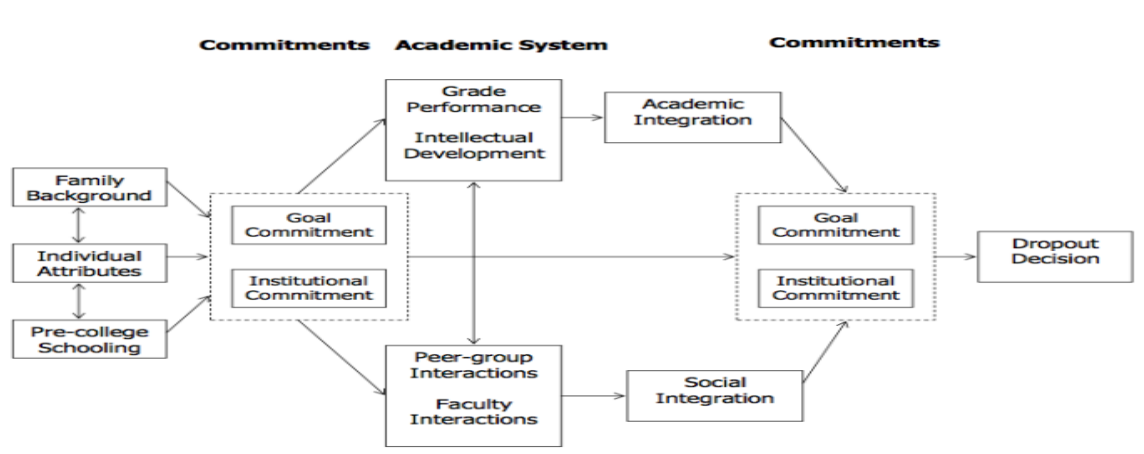 Commitments
Academic System
Commitments
Grade
Performance
Intellectual
Development
Academic
Integration
Family
Background
Individual
Attributes
Pre-college
Schooling
Goal
Commitment
Institutional
Commitment
Goal
Commitment
Institutional
Commitment
Dropout
Decision
Peer-group
Interactions
Faculty
Interactions
Social
Integration